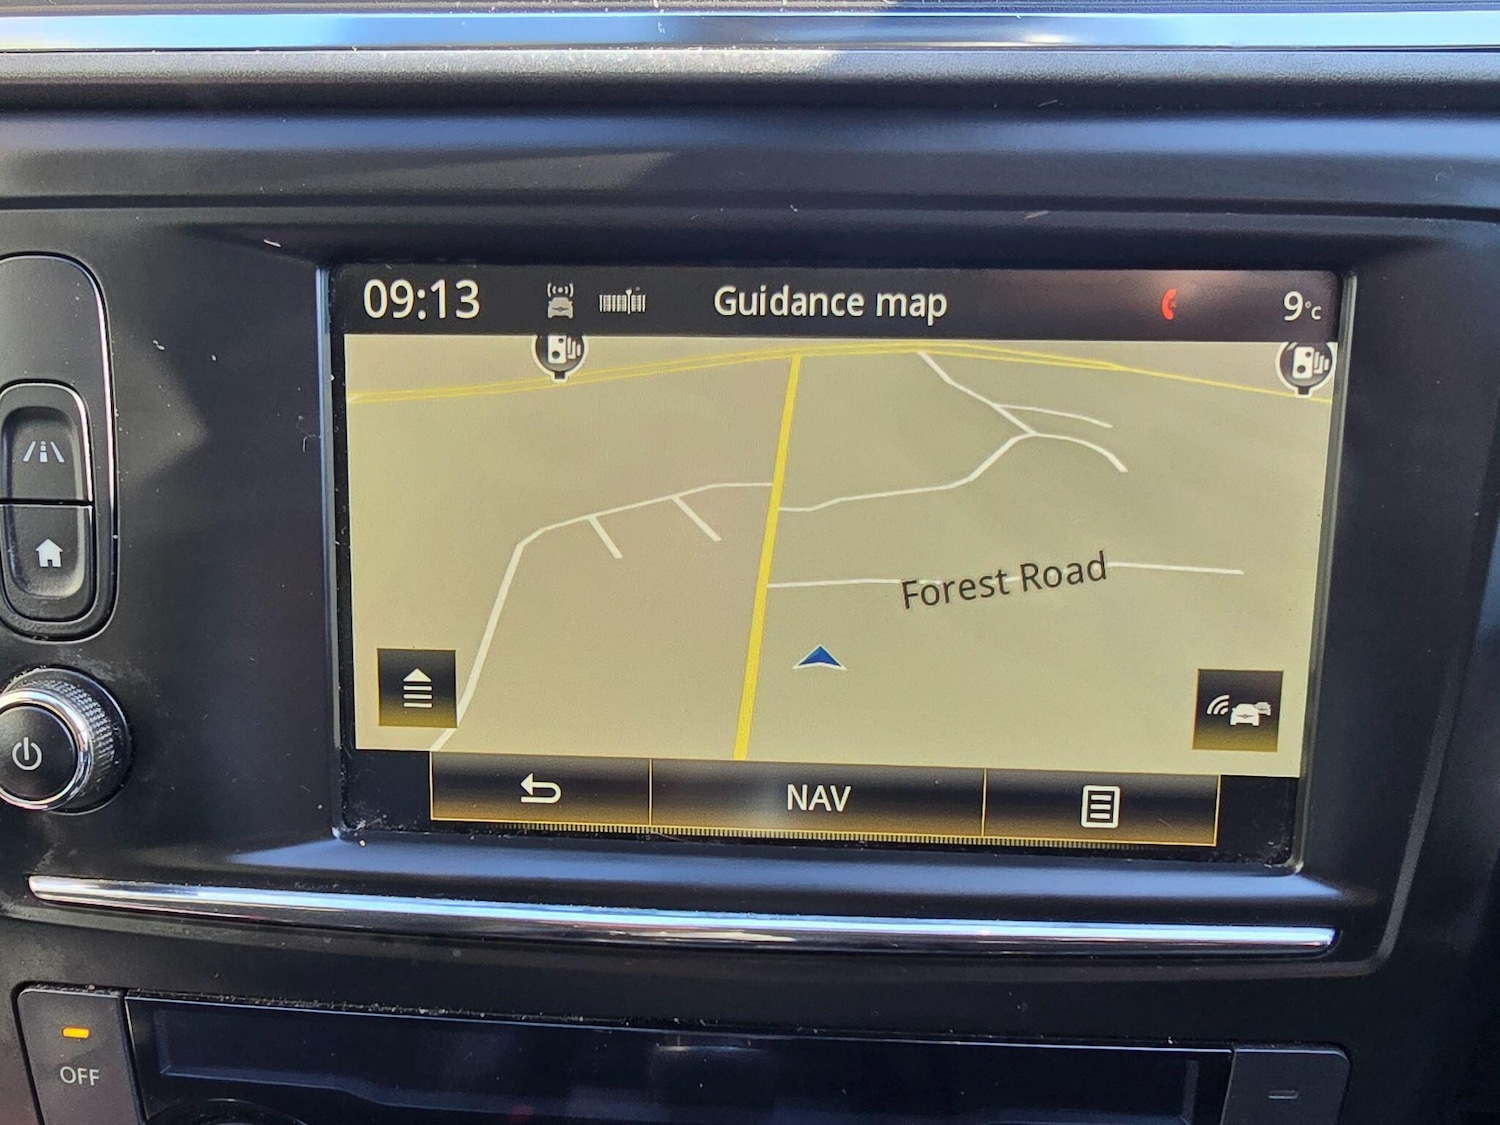 09:13 Guidance map 9°C
Forest Road
NAV
OFF